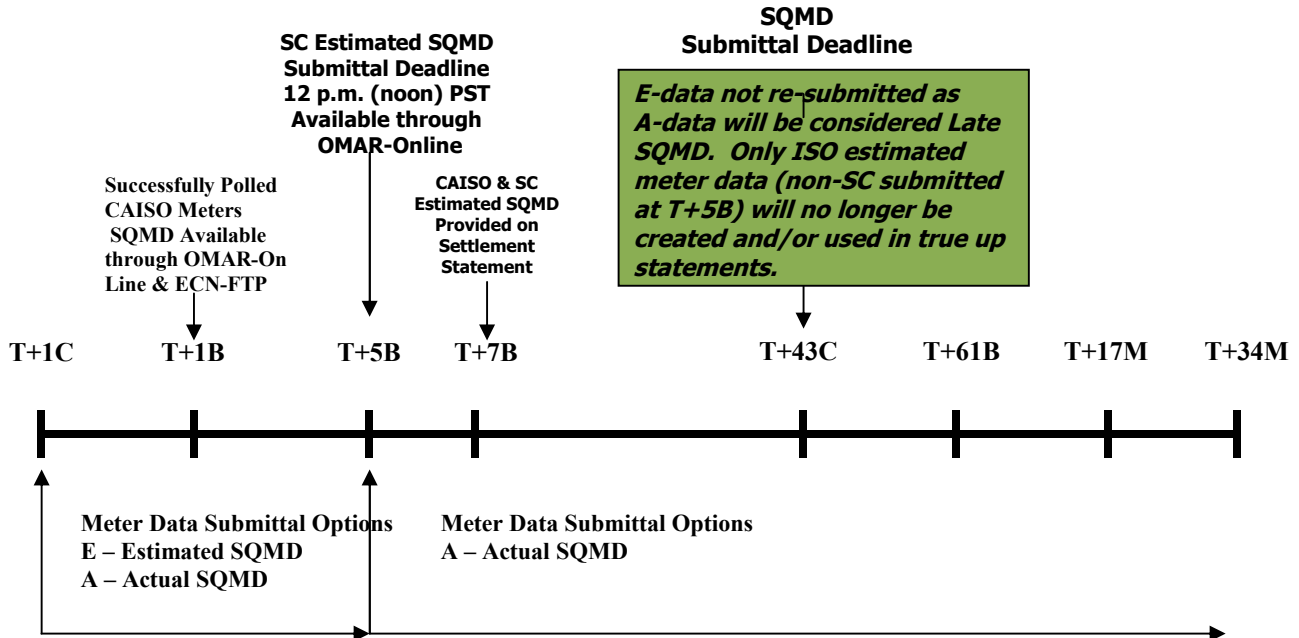 SC Estimated SQMD
Submittal Deadline
12 p.m. (noon) PST
Available through
OMAR-Online
SQMD
Submittal Deadline
E-data not re-submitted as
A-data will be considered Late
SQMD.  Only ISO estimated
meter data (non-SC submitted
at T+5B) will no longer be
created and/or used in true up
statements.
Successfully Polled
CAISO Meters
SQMD Available
through OMAR-On
Line & ECN-FTP
CAISO & SC
Estimated SQMD
Provided on
Settlement
Statement
T+1C T+1B T+5B T+7B T+43C T+61B T+17M T+34M
Meter Data Submittal Options
E – Estimated SQMD
A – Actual SQMD
Meter Data Submittal Options
A – Actual SQMD